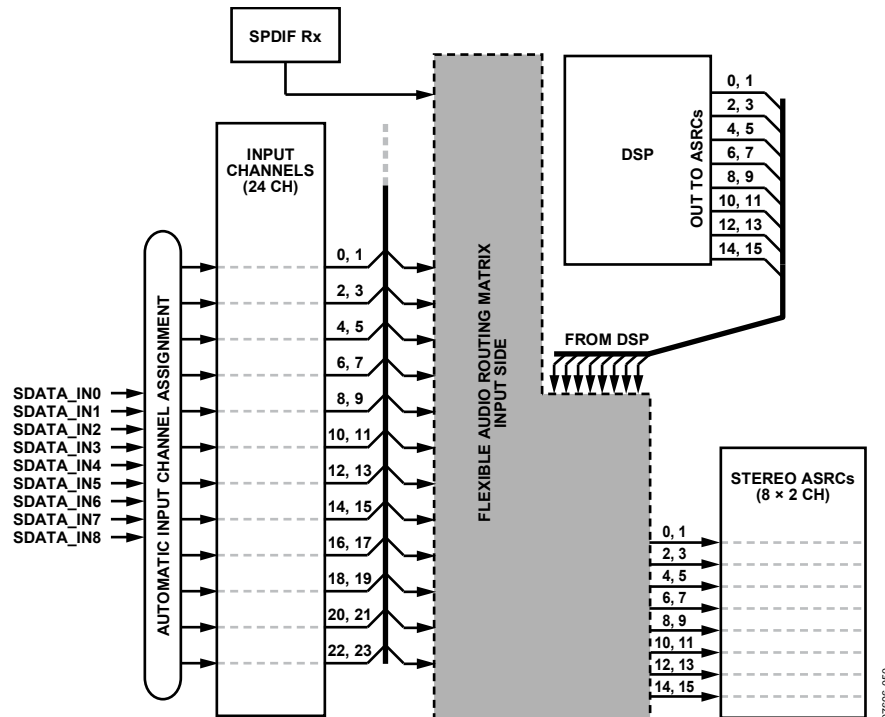 SPDIF Rx
INPUT
CHANNELS
(24 CH)
DSP
OUT TO ASRCs
0, 1
2, 3
4, 5
6, 7
8, 9
10, 11
12, 13
14, 15
FROM DSP
SDATA_IN0
SDATA_IN1
SDATA_IN2
SDATA_IN3
SDATA_IN4
SDATA_IN5
SDATA_IN6
SDATA_IN7
SDATA_IN8
AUTOMATIC INPUT CHANNEL ASSIGNMENT
0, 1
2, 3
4, 5
6, 7
8, 9
10, 11
12, 13
14, 15
16, 17
18, 19
20, 21
22, 23
FLEXIBLE AUDIO ROUTING MATRIX
INPUT SIDE
STEREO ASRCs
(8 × 2 CH)
0, 1
2, 3
4, 5
6, 7
8, 9
10, 11
12, 13
14, 15